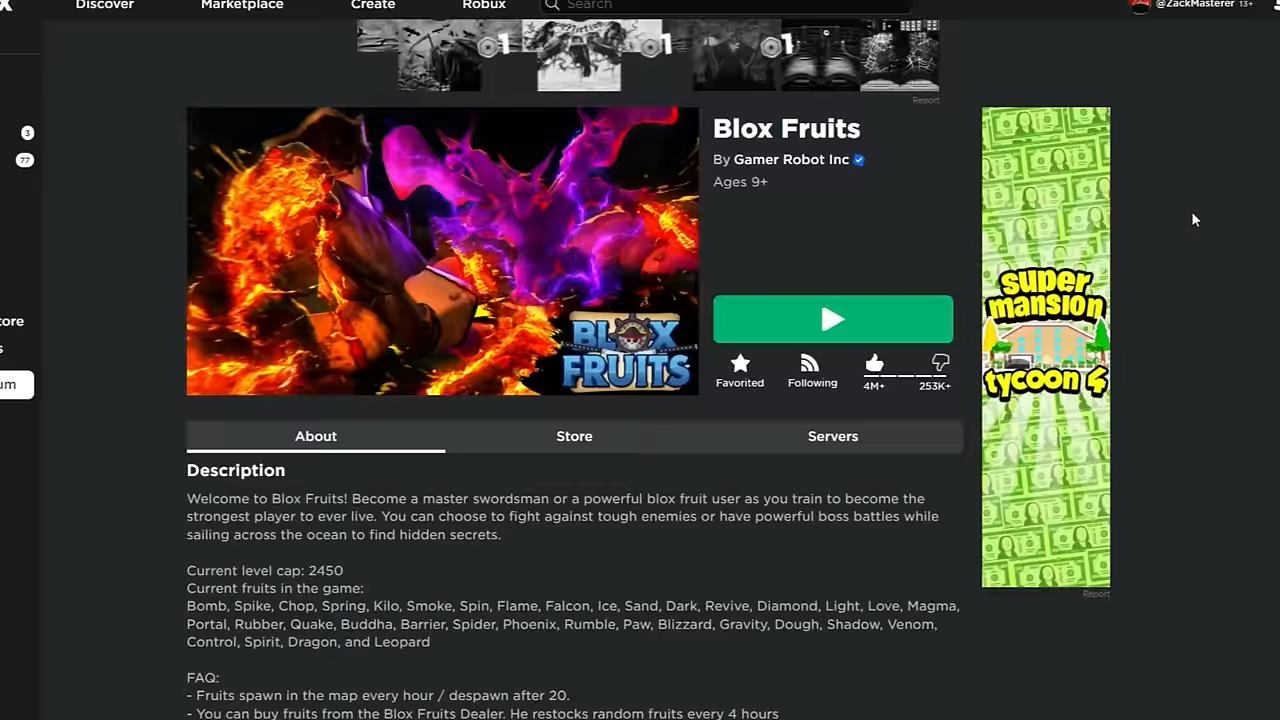 Discover Marketplace Create Robux Search @ZackMasterer 13+
1 1 1
Report
3
77
tore
s
um
BLOX
FRUITS
Blox Fruits
By Gamer Robot Inc
Ages 9+
Favorited Following 4M+ 253K+
super
mansion
tycoon 4
Report
About Store Servers
Description
Welcome to Blox Fruits! Become a master swordsman or a powerful blox fruit user as you train to become the
strongest player to ever live. You can choose to fight against tough enemies or have powerful boss battles while
sailing across the ocean to find hidden secrets.
Current level cap: 2450
Current fruits in the game:
Bomb, Spike, Chop, Spring, Kilo, Smoke, Spin, Flame, Falcon, Ice, Sand, Dark, Revive, Diamond, Light, Love, Magma,
Portal, Rubber, Quake, Buddha, Barrier, Spider, Phoenix, Rumble, Paw, Blizzard, Gravity, Dough, Shadow, Venom,
Control, Spirit, Dragon, and Leopard
FAQ:
- Fruits spawn in the map every hour / despawn after 20.
- You can buy fruits from the Blox Fruits Dealer. He restocks random fruits every 4 hours